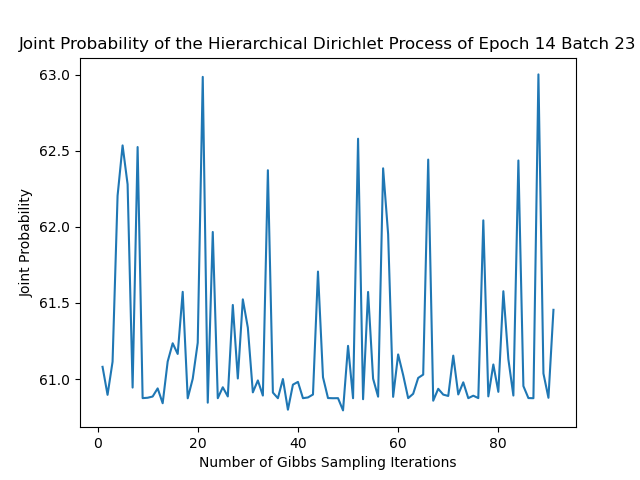 Joint Probability of the Hierarchical Dirichlet Process of Epoch 14 Batch 23
63.0
62.5
62.0
61.5
61.0
Joint Probability
0 20 40 60 80
Number of Gibbs Sampling Iterations